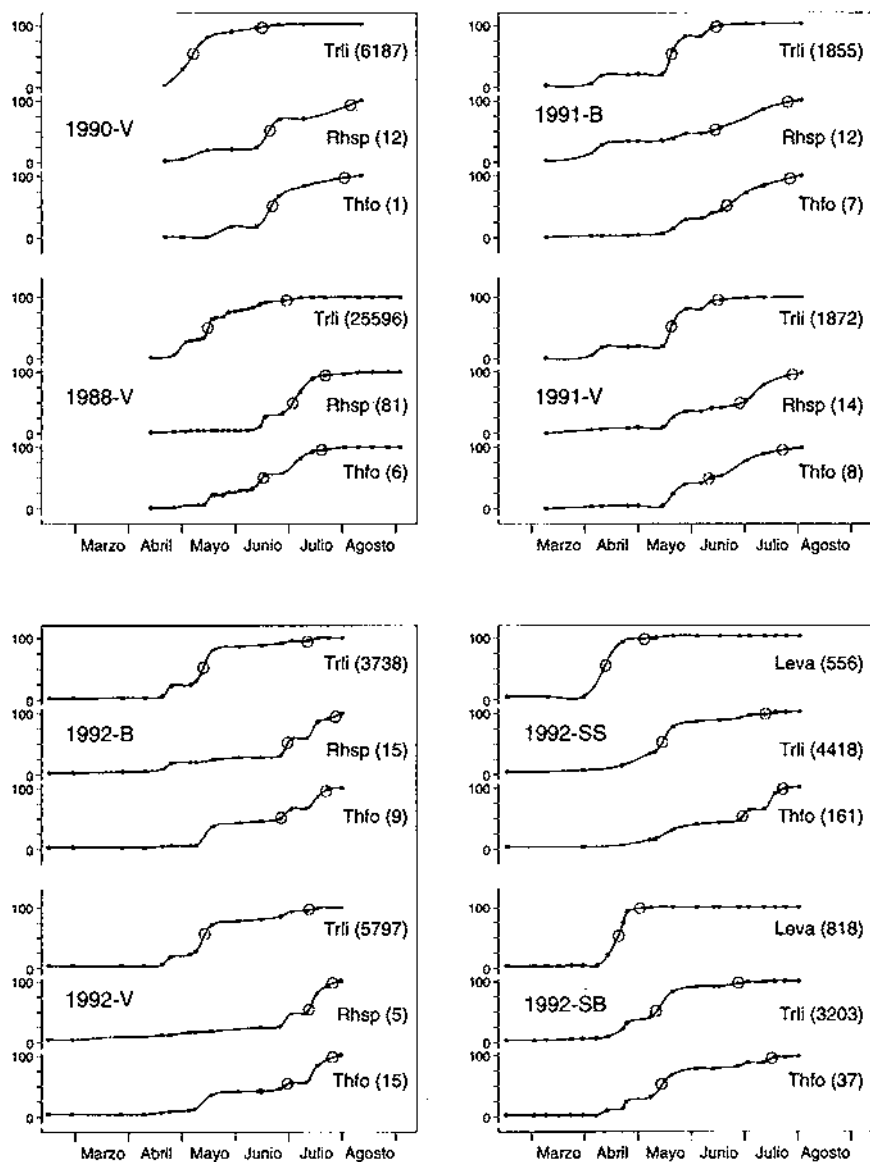 100
0
Trli (6187)
1990-V
100
0
Rhsp (12)
100
0
Thfo (1)
100
0
Trli (25596)
1988-V
100
0
Rhsp (81)
100
0
Thfo (6)
Marzo Abril Mayo Junio Julio Agosto
100
0
Trli (1855)
1991-B
100
0
Rhsp (12)
100
0
Thfo (7)
100
0
Trli (1872)
1991-V
100
0
Rhsp (14)
100
0
Thfo (8)
Marzo Abril Mayo Junio Julio Agosto
100
0
Trli (3738)
1992-B
100
0
Rhsp (15)
100
0
Thfo (9)
100
0
Trli (5797)
1992-V
100
0
Rhsp (5)
100
0
Thfo (15)
Marzo Abril Mayo Junio Julio Agosto
100
0
Leva (556)
1992-SS
100
0
Trli (4418)
100
0
Thfo (161)
100
0
Leva (818)
1992-SB
100
0
Trli (3203)
100
0
Thfo (37)
Marzo Abril Mayo Junio Julio Agosto